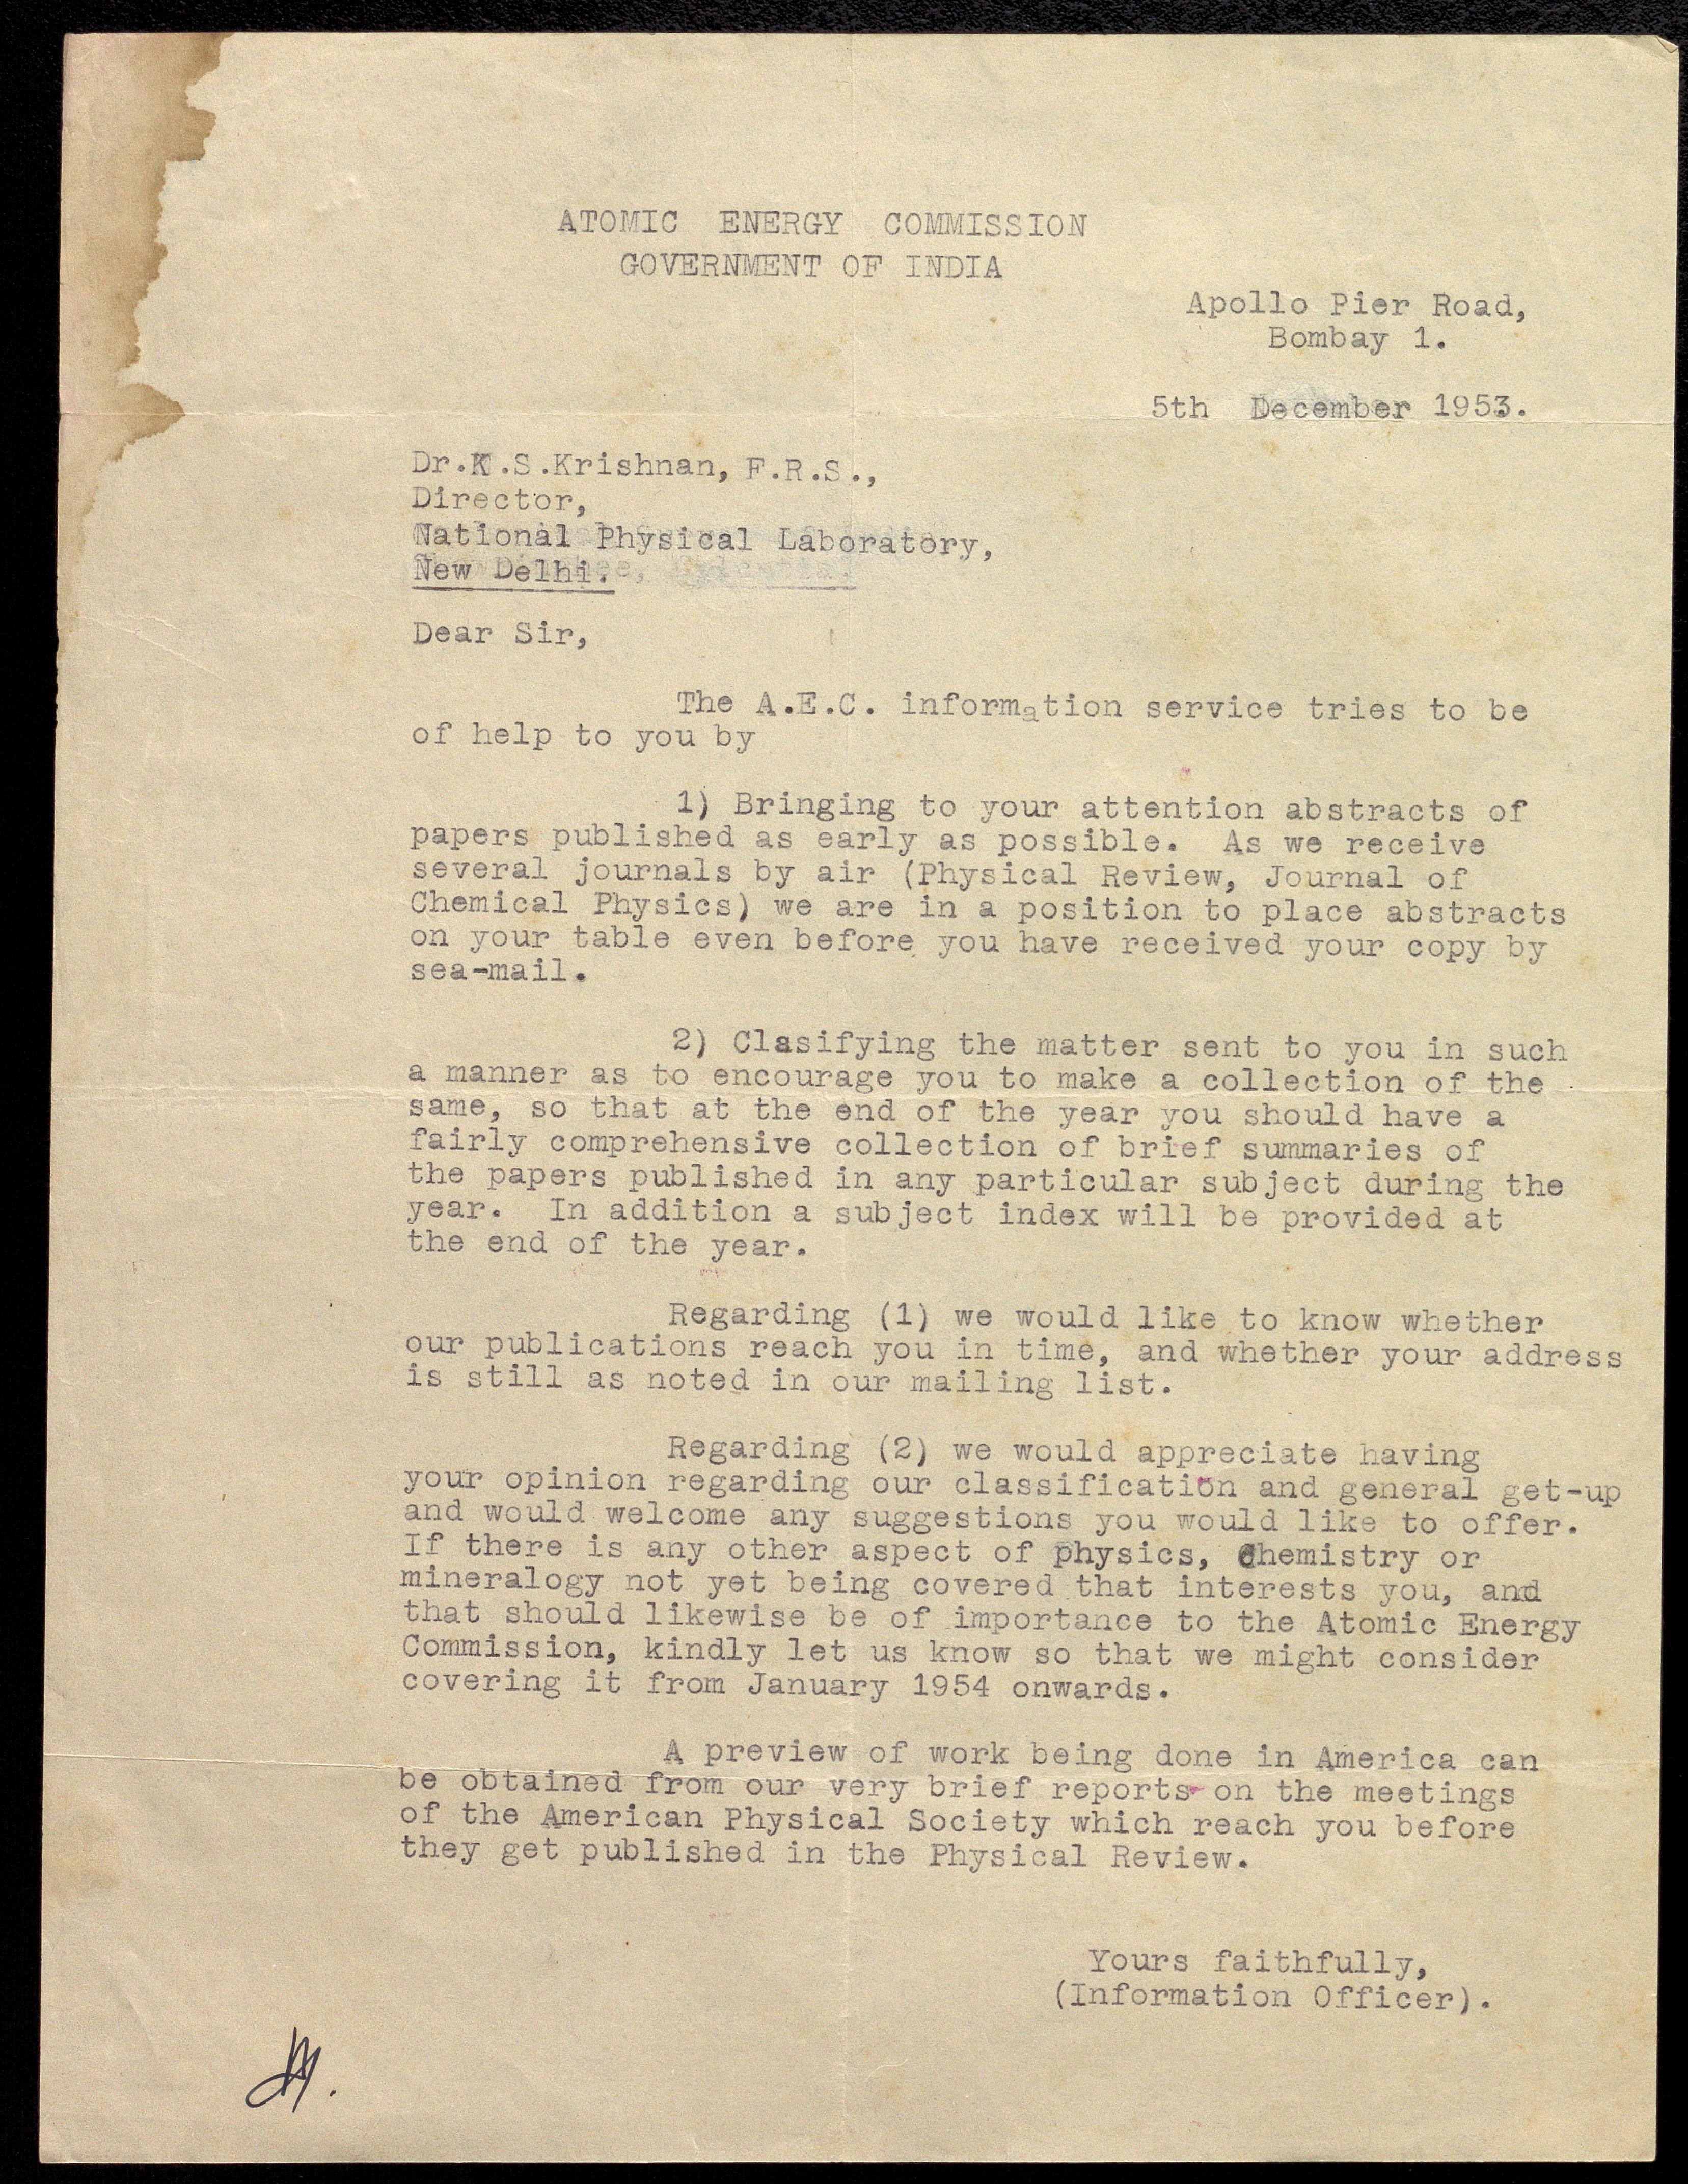 ATOMIC ENERGY COMMISSION
GOVERNMENT OF INDIA
Apollo Pier Road,
Bombay 1.
5th December 1953.
Dr.K.S.Krishnan, F.R.S.,
Director,
National Physical Laboratory,
New Delhi.
Dear Sir,
The A.E.C. information service tries to be
of help to you by
1) Bringing to your attention abstracts of
papers published as early as possible. As we receive
several journals by air (Physical Review, Journal of
Chemical Physics) we are in a position to place abstracts
on your table even before you have received your copy by
sea-mail.
2) Clasifying the matter sent to you in such
a manner as to encourage you to make a collection of the
same, so that at the end of the year you should have a
fairly comprehensive collection of brief summaries of
the papers published in any particular subject during the
year. In addition a subject index will be provided at
the end of the year.
Regarding (1) we would like to know whether
our publications reach you in time, and whether your address
is still as noted in our mailing list.
Regarding (2) we would appreciate having
your opinion regarding our classification and general get-up
and would welcome any suggestions you would like to offer.
If there is any other aspect of physics, chemistry or
mineralogy not yet being covered that interests you, and
that should likewise be of importance to the Atomic Energy
Commission, kindly let us know so that we might consider
covering it from January 1954 onwards.
A preview of work being done in America can
be obtained from our very brief reports on the meetings
of the American Physical Society which reach you before
they get published in the Physical Review.
Yours faithfully,
(Information Officer).